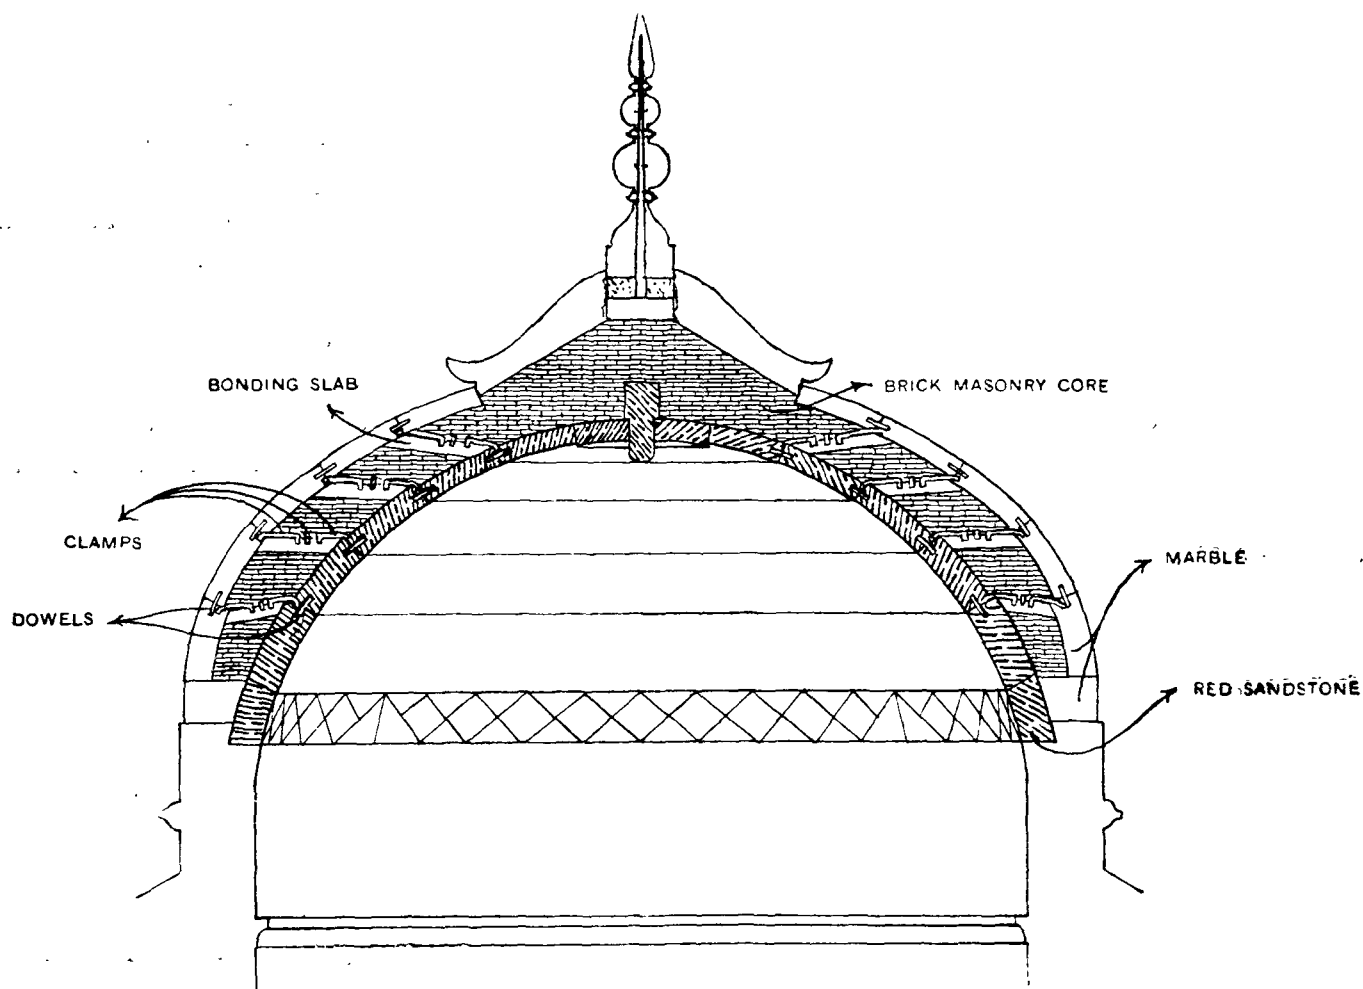 BONDING SLAB
BRICK MASONRY CORE
CLAMPS
MARBLE
DOWELS
RED SANDSTONE